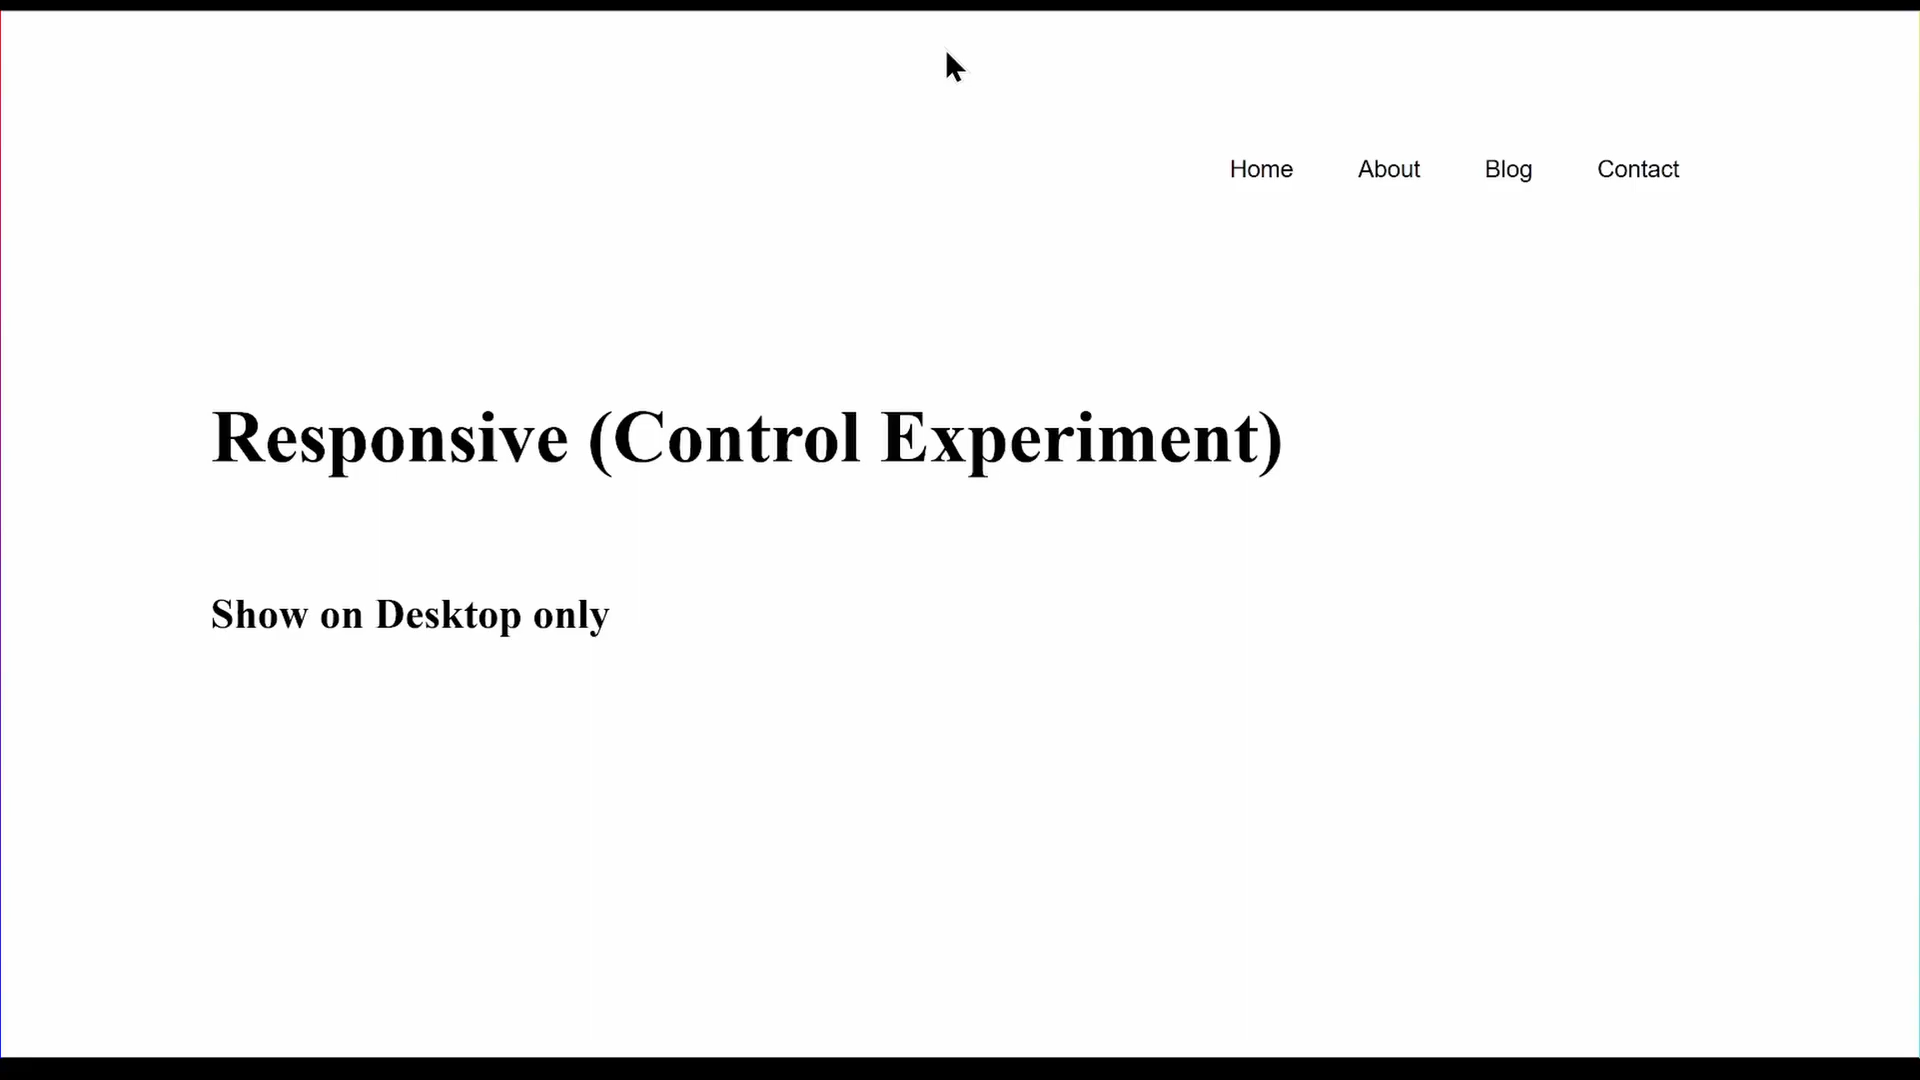 Home About Blog Contact
Responsive (Control Experiment)
Show on Desktop only